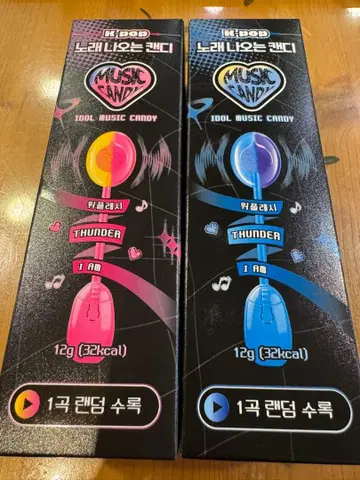 K-pop
노래 나오는 캔디
MUSIC
CANDY
IDOL MUSIC CANDY
위플래시
THUNDER
I AM
12g (32kcal)
1곡 랜덤 수록
K-pop
노래 나오는 캔디
MUSIC
CANDY
IDOL MUSIC CANDY
위플래시
THUNDER
I AM
12g (32kcal)
1곡 랜덤 수록